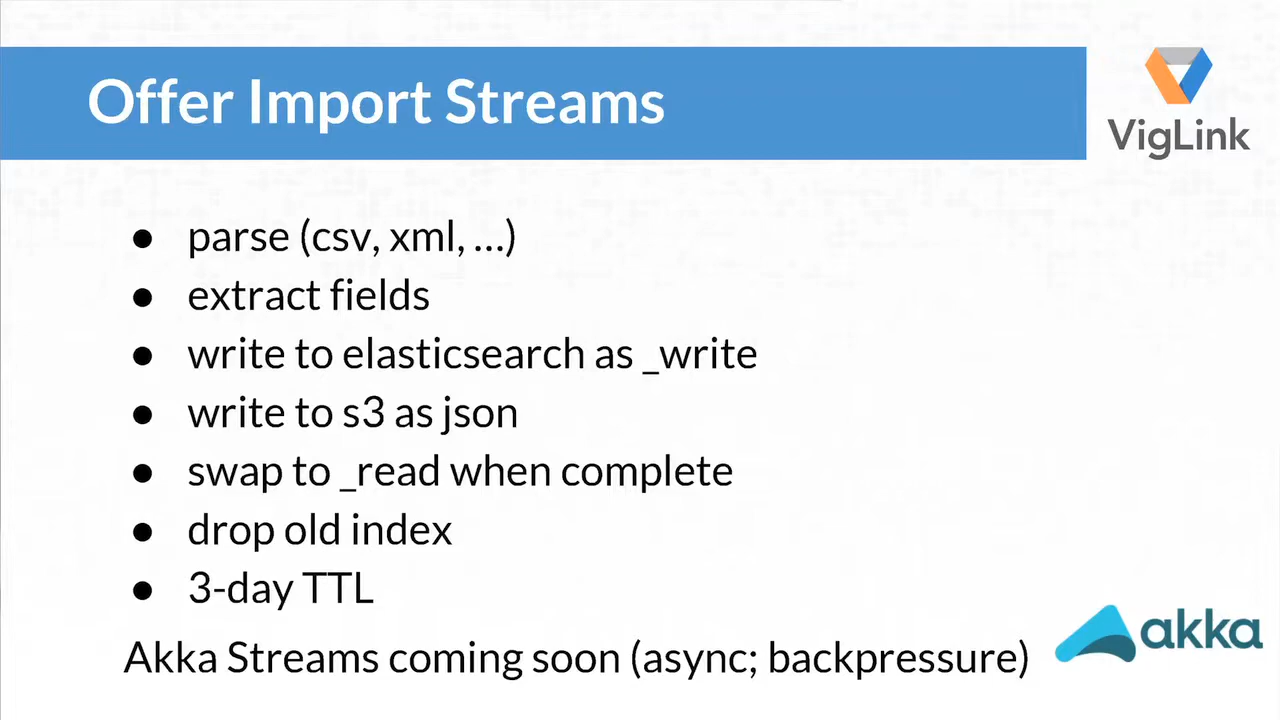 Offer Import Streams
VigLink
● parse (csv, xml, ...)
● extract fields
● write to elasticsearch as _write
● write to s3 as json
● swap to _read when complete
● drop old index
● 3-day TTL
Akka Streams coming soon (async; backpressure)
akka